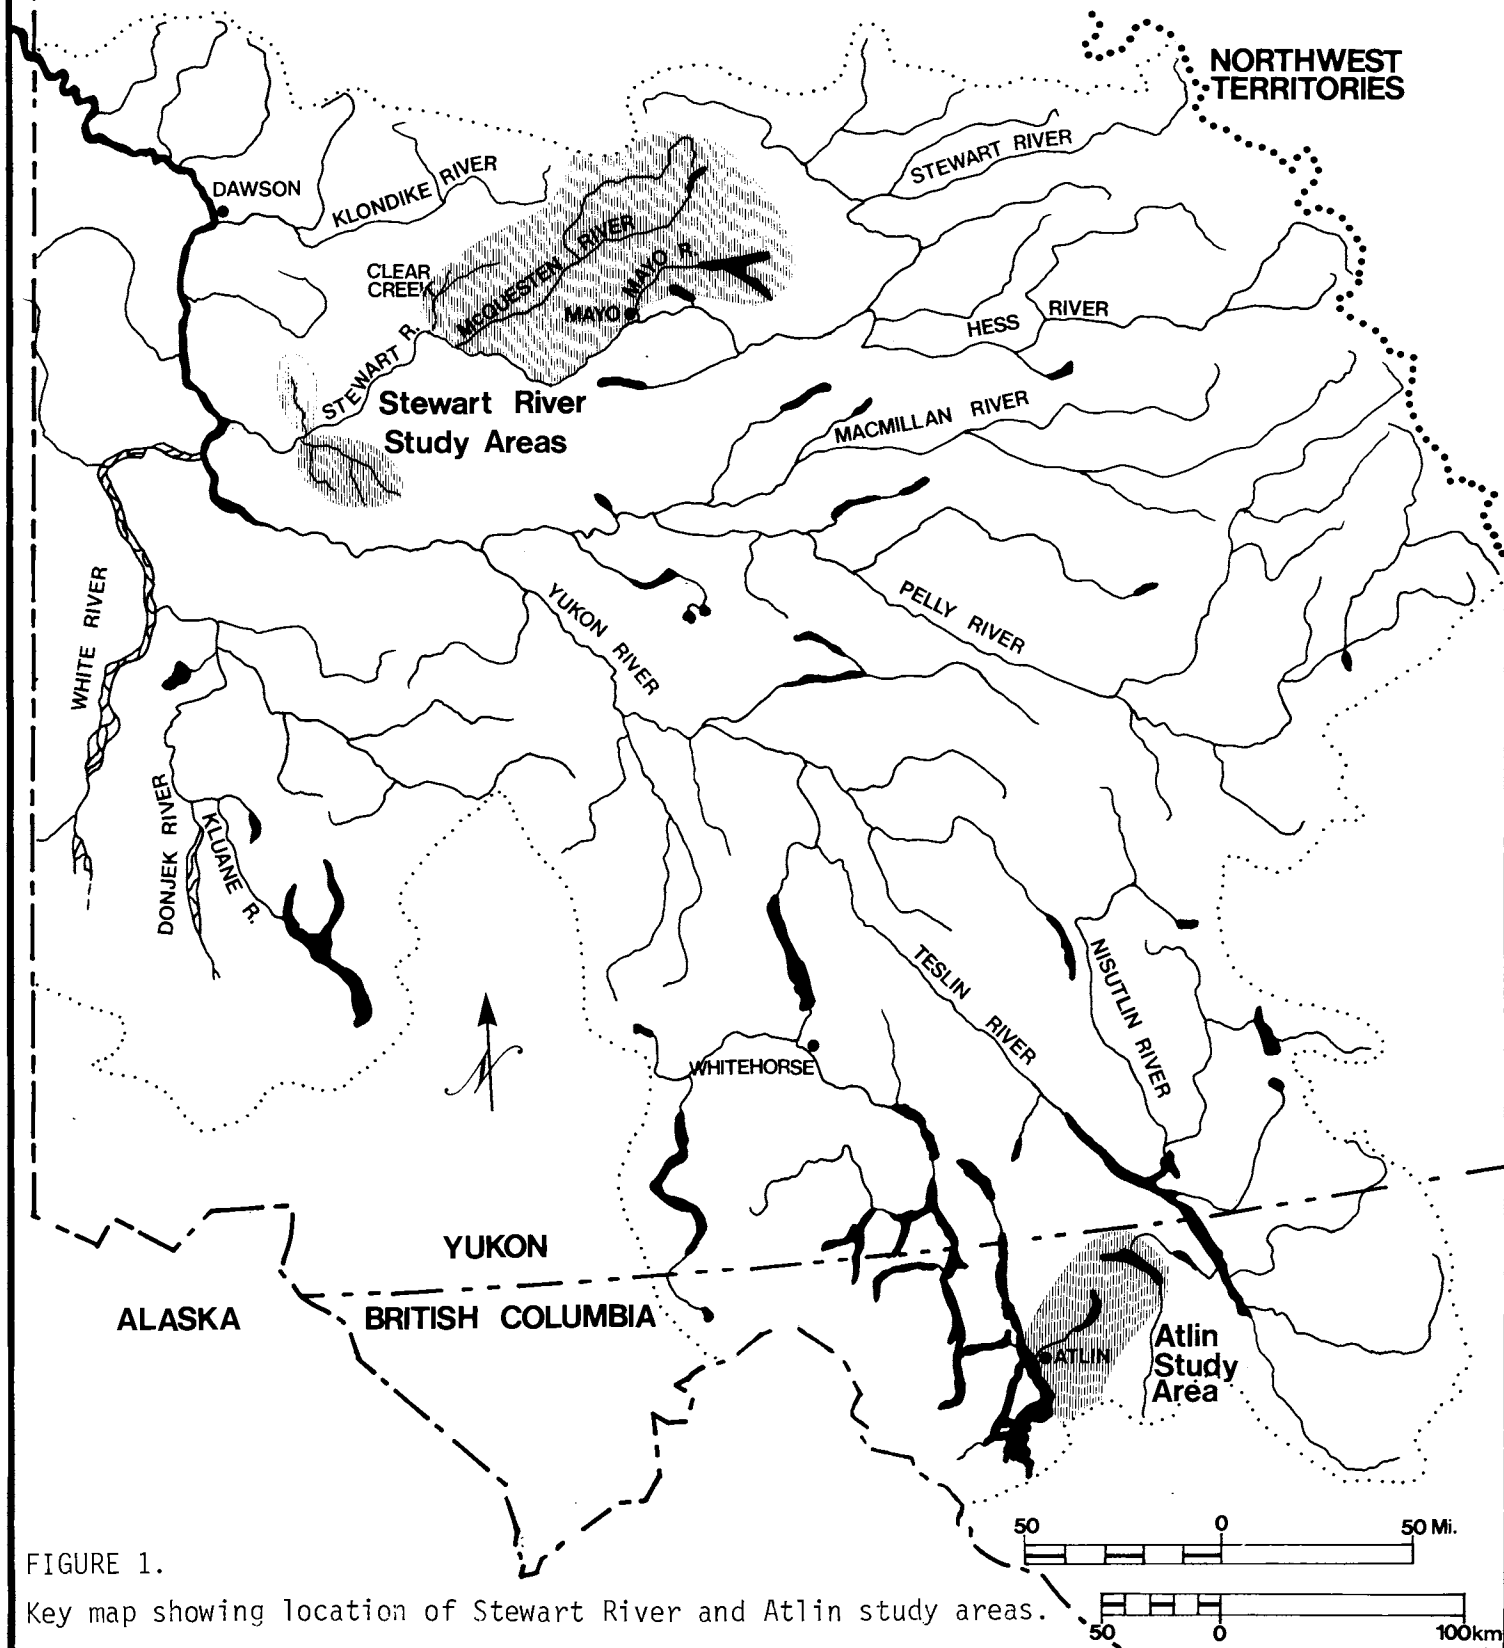 NORTHWEST
TERRITORIES
STEWART RIVER
DAWSON
KLONDIKE RIVER
CLEAR
CREEK
McQUESTEN RIVER
MAYO R.
MAYO
STEWART R.
HESS RIVER
Stewart River
Study Areas
MACMILLAN RIVER
WHITE RIVER
YUKON RIVER
PELLY RIVER
DONJEK RIVER
KLUANE R.
TESLIN RIVER
NISUTLIN RIVER
N
WHITEHORSE
YUKON
ALASKA
BRITISH COLUMBIA
ATLIN
Atlin
Study
Area
50 0 50 Mi.
50 0 100km
FIGURE 1.
Key map showing location of Stewart River and Atlin study areas.